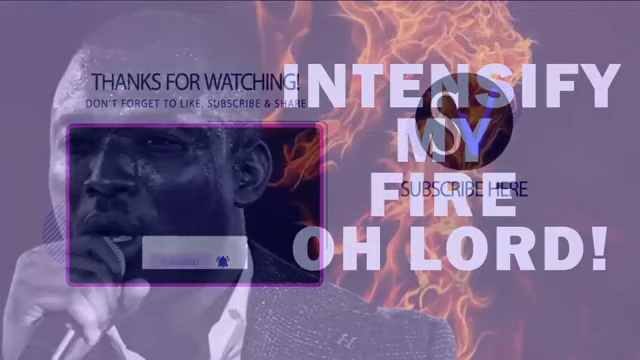 THANKS FOR WATCHING!
DON'T FORGET TO LIKE, SUBSCRIBE & SHARE
INTENSIFY
MY
FIRE
OH LORD!
SUBSCRIBE HERE